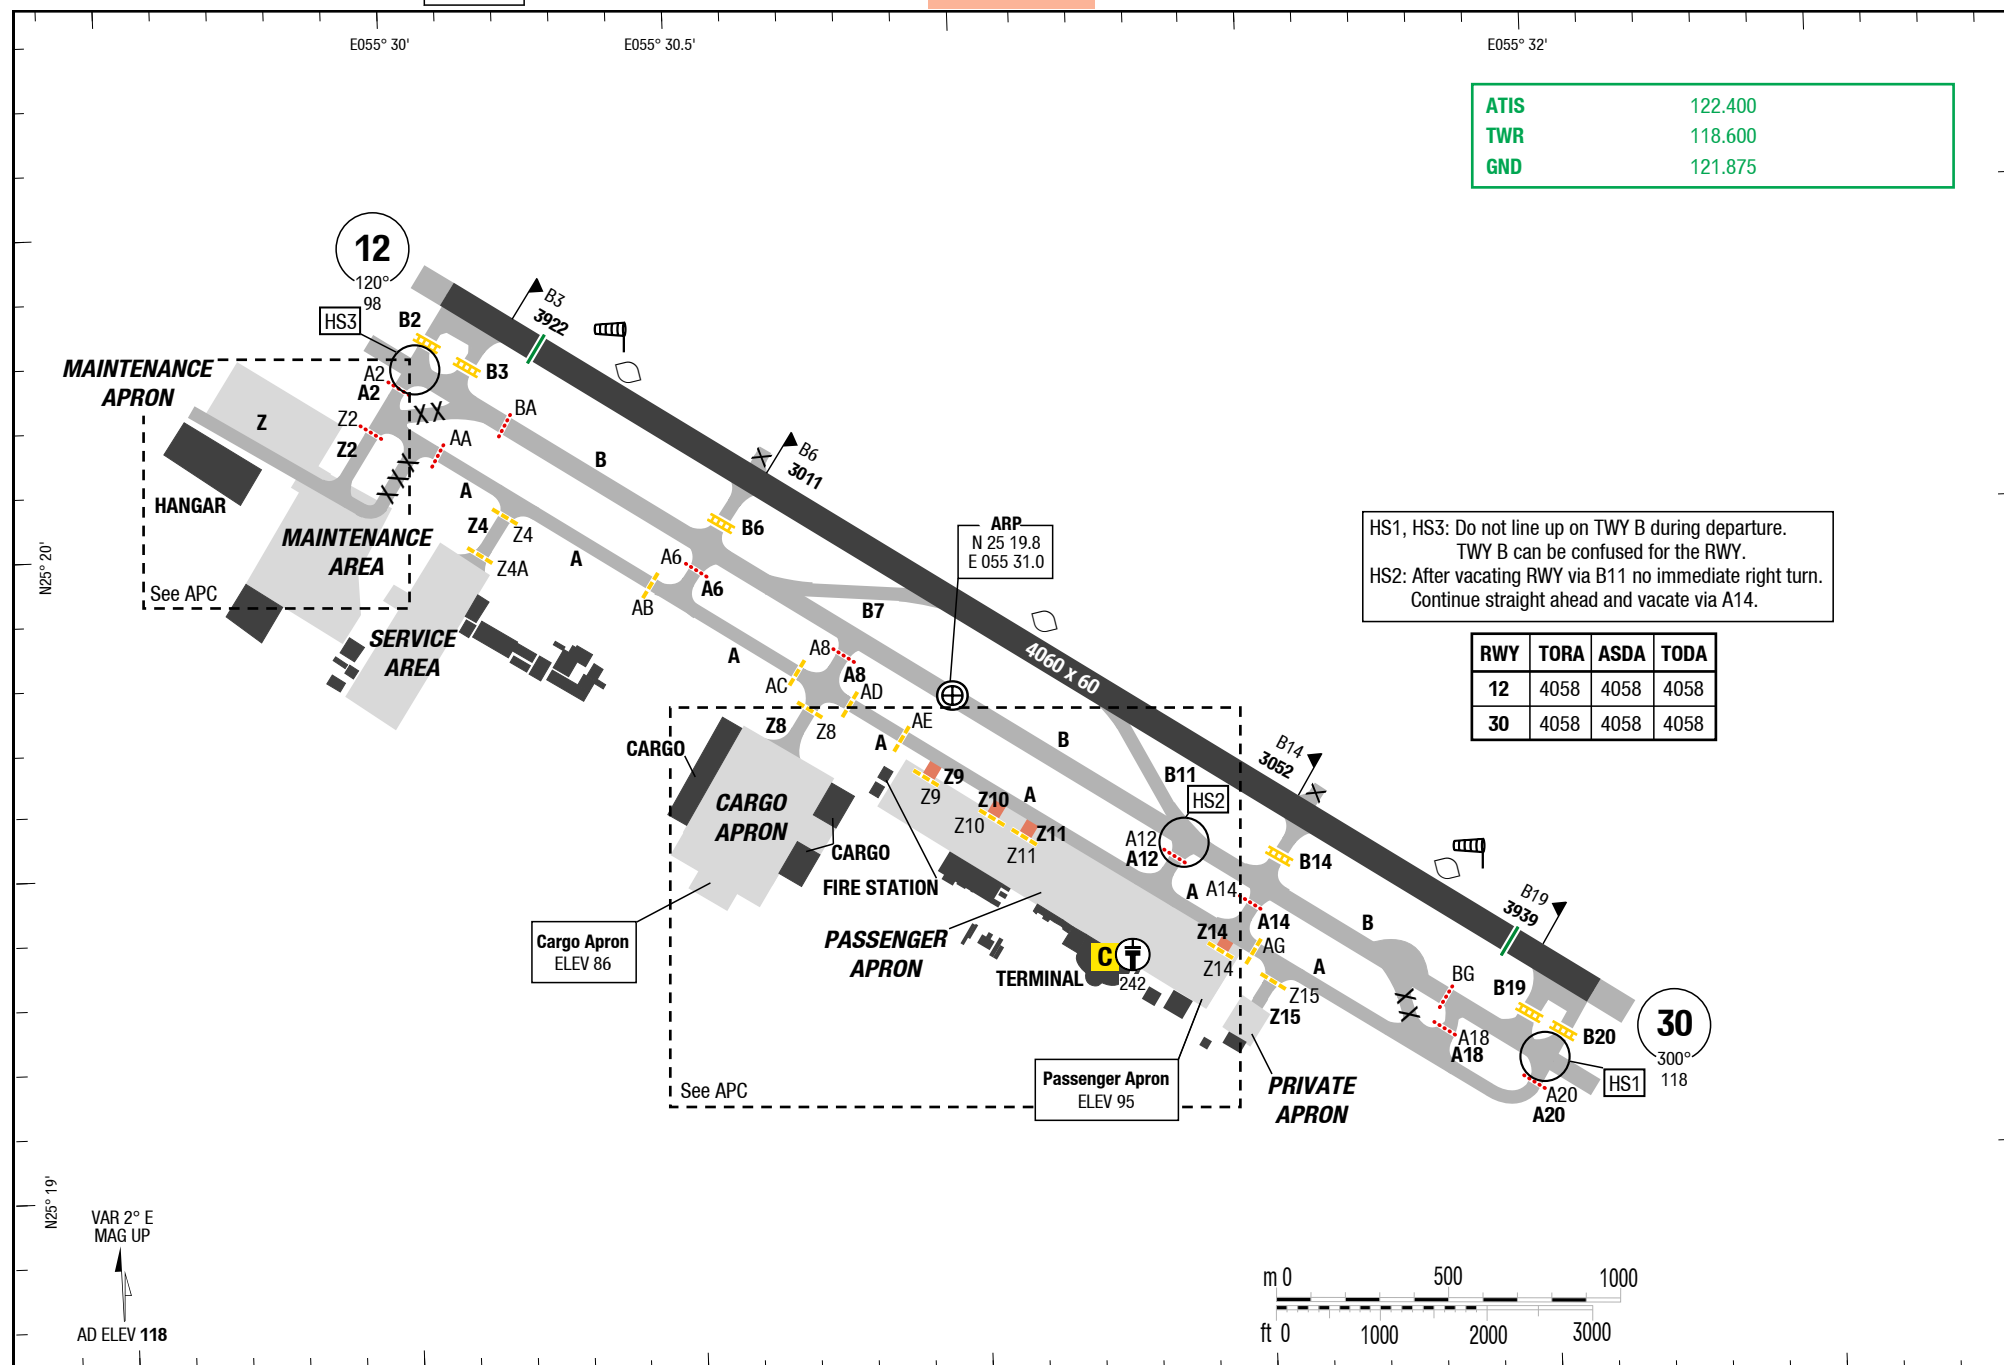 E055° 30'
E055° 30.5'
E055° 32'
ATIS 122.400
TWR 118.600
GND 121.875
12
120°
98
HS3
B2
B3
3922
B3
MAINTENANCE
APRON
A2
A2
BA
Z2
Z
Z2
AA
B
B6
3011
A
HANGAR
Z4
Z4
B6
MAINTENANCE
AREA
A
Z4A
A6
A6
ARP
N 25 19.8
E 055 31.0
HS1, HS3: Do not line up on TWY B during departure.
TWY B can be confused for the RWY.
HS2: After vacating RWY via B11 no immediate right turn.
Continue straight ahead and vacate via A14.
N25° 20'
See APC
AB
B7
SERVICE
AREA
A
A8
A8
4060 x 60
RWY TORA ASDA TODA
12 4058 4058 4058
30 4058 4058 4058
AC
AD
Z8
Z8
AE
A
B
CARGO
B14
3052
Z9
Z9
B11
HS2
CARGO
APRON
Z10
A
Z10
Z11
Z11
A12
A12
CARGO
B14
FIRE STATION
A
A14
A14
B19
3939
B
Cargo Apron
ELEV 86
PASSENGER
APRON
Z14
AG
Z14
A
TERMINAL
C
242
Z15
Z15
BG
B19
B20
30
300°
118
A18
A18
See APC
Passenger Apron
ELEV 95
PRIVATE
APRON
HS1
A20
A20
N25° 19'
VAR 2° E
MAG UP
AD ELEV 118
m 0 500 1000
ft 0 1000 2000 3000